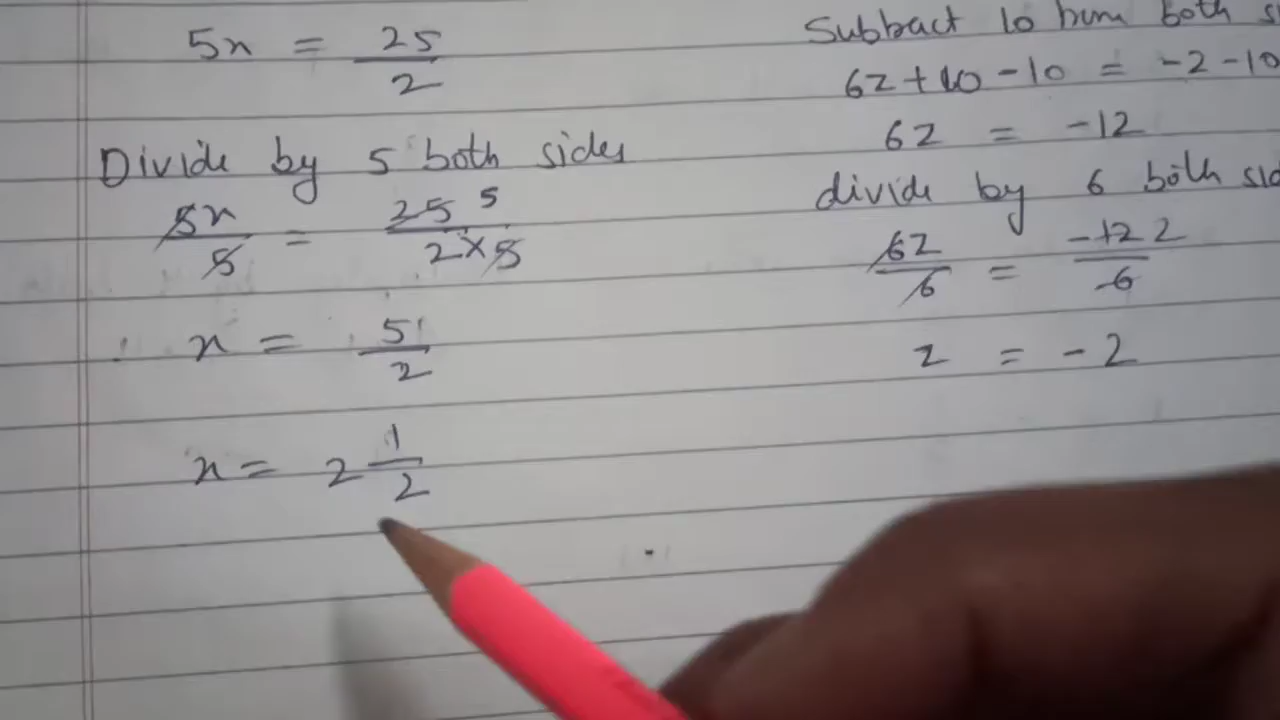 5x = 25/2
Divide by 5 both sides
5x/5 = 25 5/2×5
x = 5/2
x = 2 1/2
Subtract 10 from both
6z+10-10 = -2-10
6z = -12
divide by 6 both
6z/6 = -12 2/6
z = -2